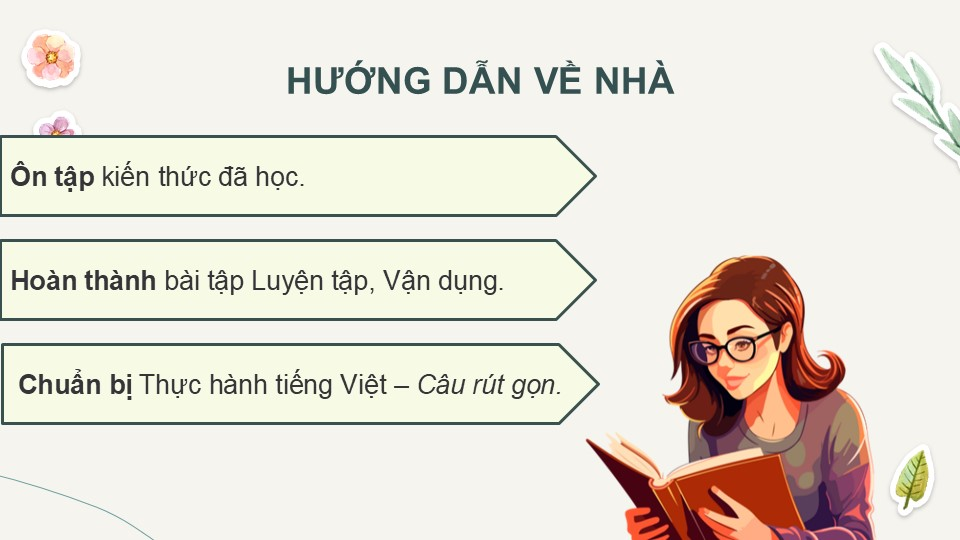 HƯỚNG DẪN VỀ NHÀ
Ôn tập kiến thức đã học.
Hoàn thành bài tập Luyện tập, Vận dụng.
Chuẩn bị Thực hành tiếng Việt – Câu rút gọn.